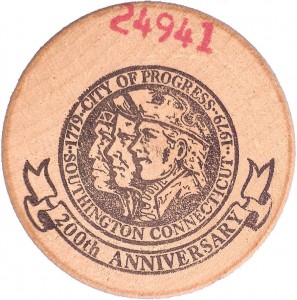 24941
·1779·CITY OF PROGRESS·1979·
SOUTHINGTON CONNECTICUT
200th ANNIVERSARY